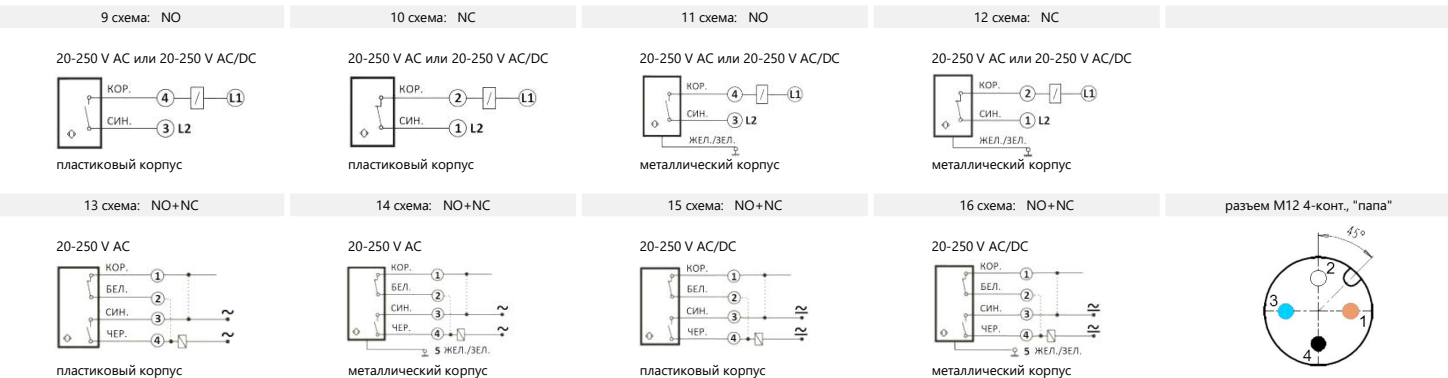 9 схема: NO
10 схема: NC
11 схема: NO
12 схема: NC
20-250 V AC или 20-250 V AC/DC
КОР.
4
L1
СИН.
3 L2
пластиковый корпус
20-250 V AC или 20-250 V AC/DC
КОР.
2
L1
СИН.
1 L2
пластиковый корпус
20-250 V AC или 20-250 V AC/DC
КОР.
4
L1
СИН.
3 L2
ЖЕЛ./ЗЕЛ.
металлический корпус
20-250 V AC или 20-250 V AC/DC
КОР.
2
L1
СИН.
1 L2
ЖЕЛ./ЗЕЛ.
металлический корпус
13 схема: NO+NC
14 схема: NO+NC
15 схема: NO+NC
16 схема: NO+NC
разъем М12 4-конт., "папа"
20-250 V AC
КОР.
1
БЕЛ.
2
СИН.
3
~
ЧЕР.
4
~
пластиковый корпус
20-250 V AC
КОР.
1
БЕЛ.
2
СИН.
3
~
ЧЕР.
4
~
5 ЖЕЛ./ЗЕЛ.
металлический корпус
20-250 V AC/DC
КОР.
1
БЕЛ.
2
СИН.
3
≂
ЧЕР.
4
≂
пластиковый корпус
20-250 V AC/DC
КОР.
1
БЕЛ.
2
СИН.
3
≂
ЧЕР.
4
≂
5 ЖЕЛ./ЗЕЛ.
металлический корпус
45°
2
3
1
4